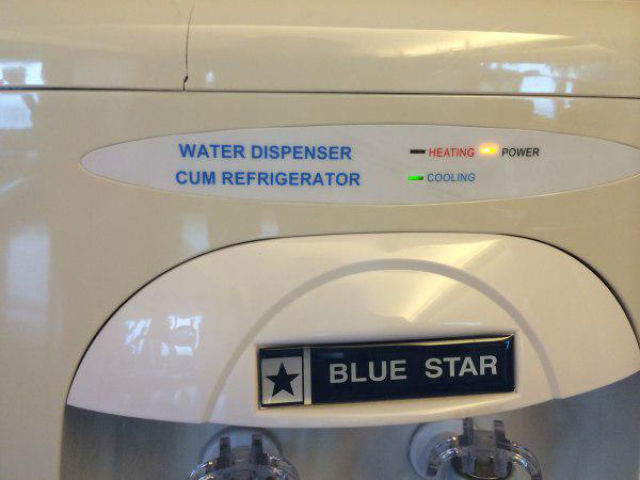 WATER DISPENSER
CUM REFRIGERATOR
HEATING POWER
COOLING
BLUE STAR